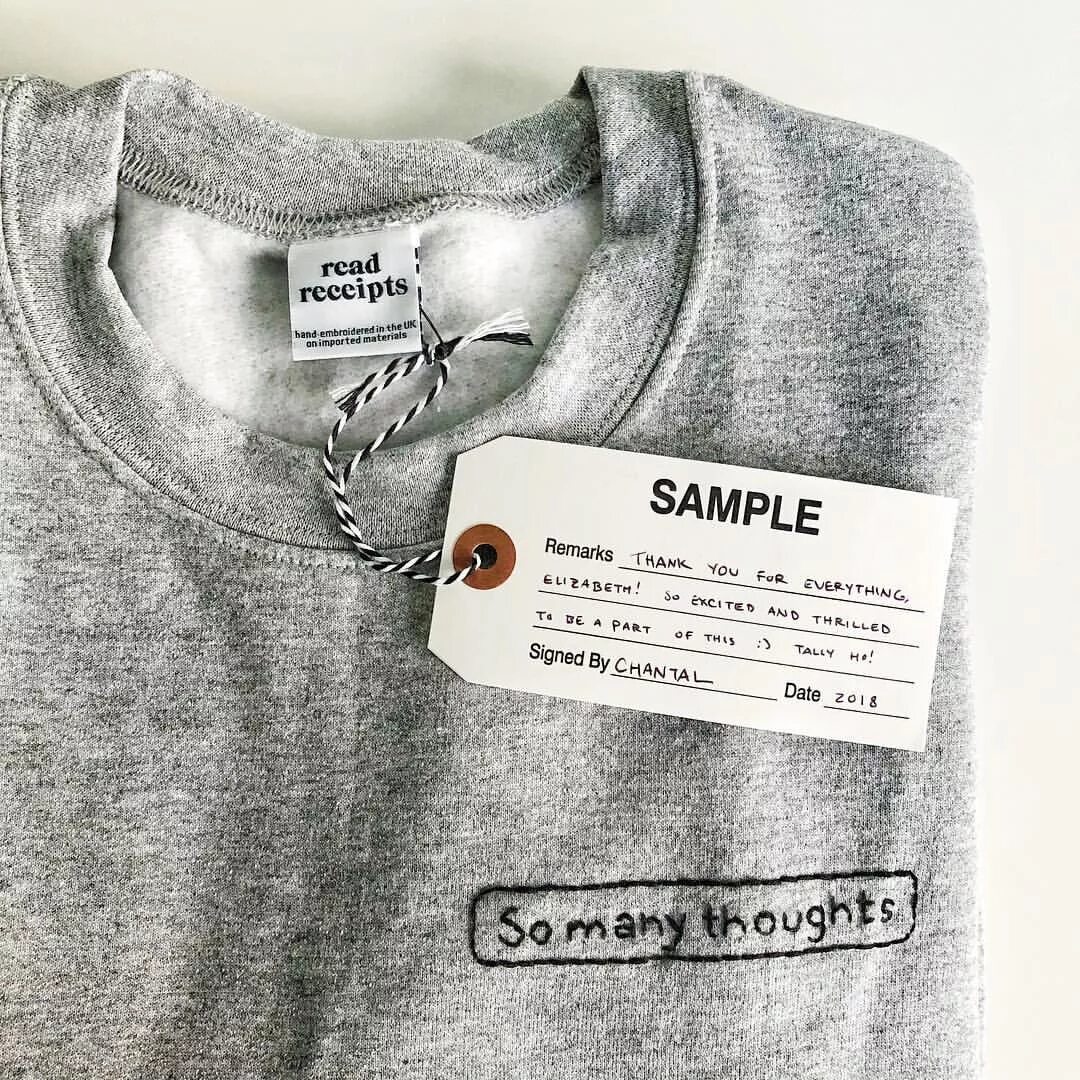 read
receipts
hand-embroidered in the UK
on imported materials
SAMPLE
Remarks THANK YOU FOR EVERYTHING,
ELIZABETH! SO EXCITED AND THRILLED
TO BE A PART OF THIS :) TALLY HO!
Signed By CHANTAL Date 2018
So many thoughts